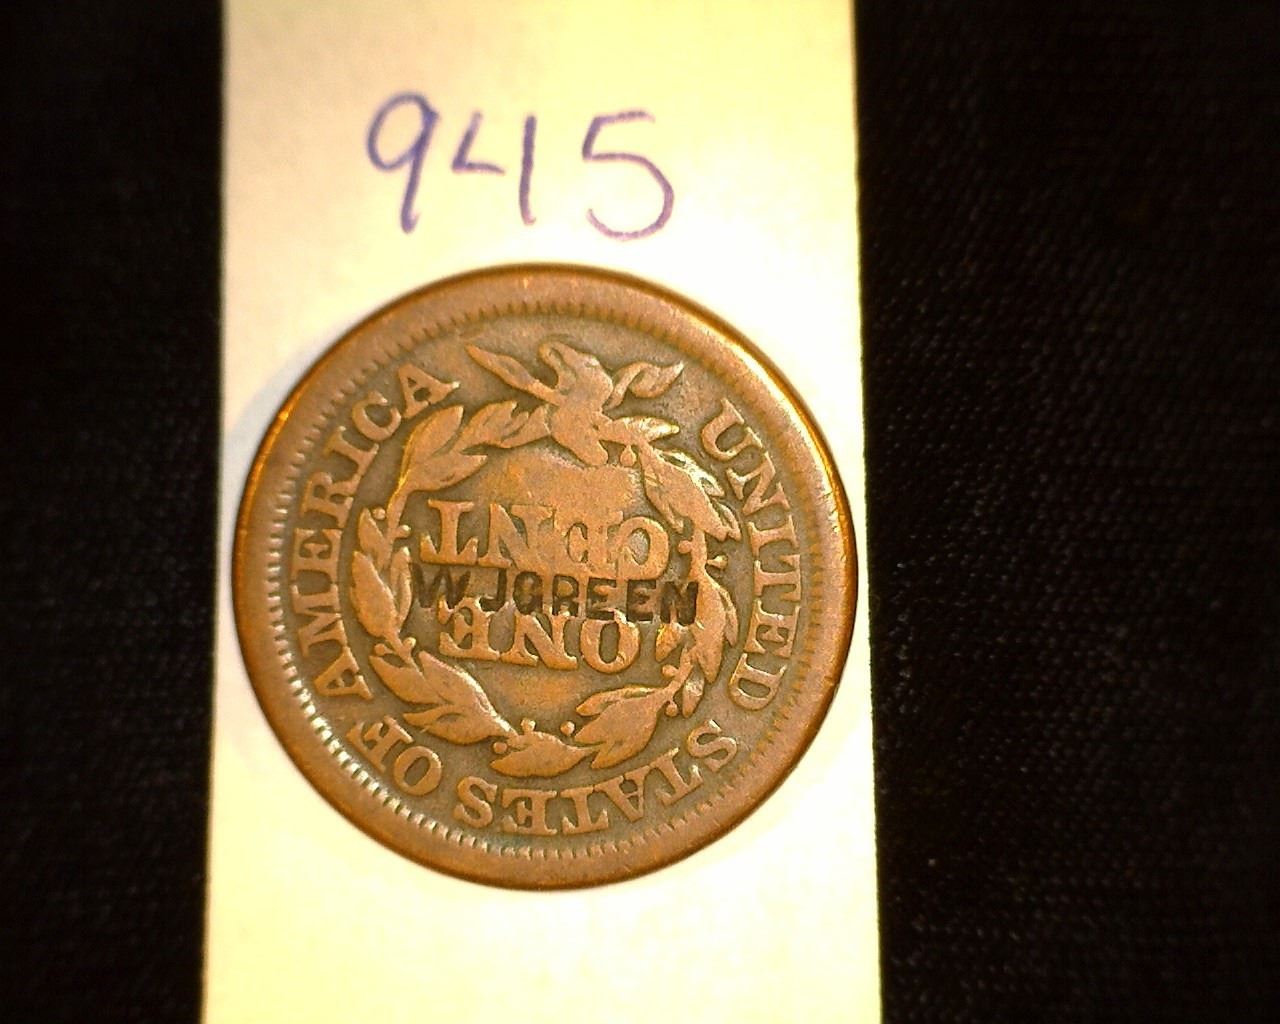 945
UNITED STATES OF AMERICA
ONE
CENT
W J GREEN